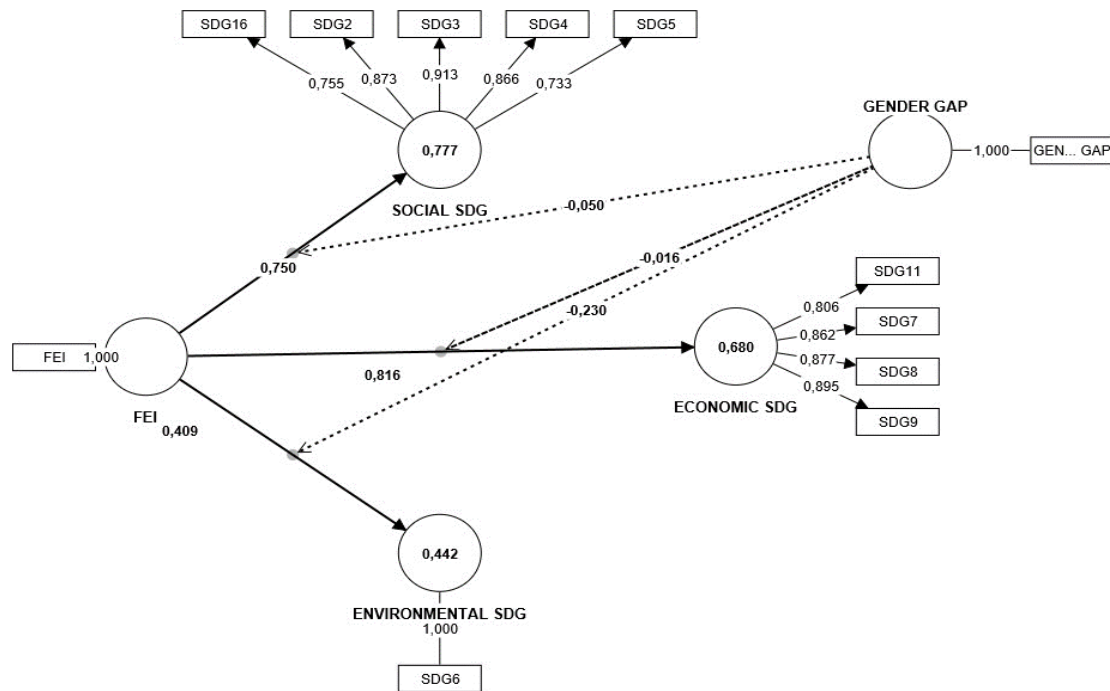 SDG16
SDG2
SDG3
SDG4
SDG5
0,755
0,873
0,913
0,866
0,733
GENDER GAP
0,777
1,000
GEN... GAP
SOCIAL SDG
-0,050
0,750
-0,016
SDG11
-0,230
0,806
SDG7
0,862
FEI
1,000
0,680
0,877
SDG8
0,816
0,895
ECONOMIC SDG
FEI
SDG9
0,409
0,442
ENVIRONMENTAL SDG
1,000
SDG6